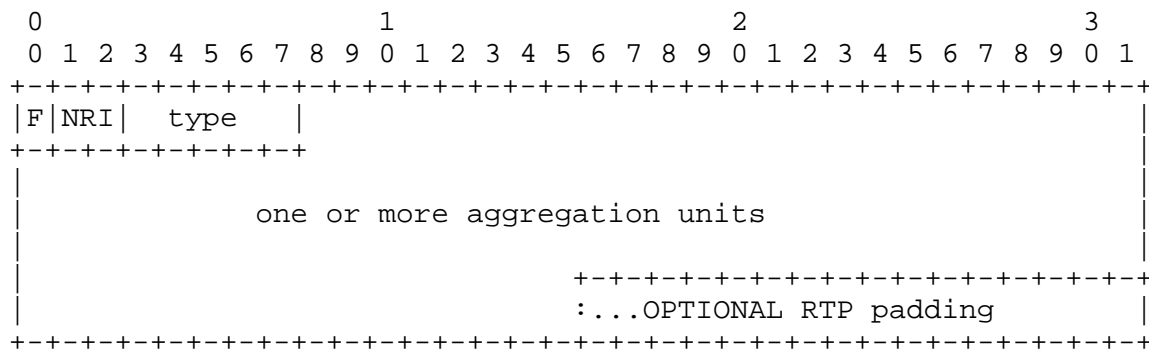 0                   1                   2                   3
 0 1 2 3 4 5 6 7 8 9 0 1 2 3 4 5 6 7 8 9 0 1 2 3 4 5 6 7 8 9 0 1
+-+-+-+-+-+-+-+-+-+-+-+-+-+-+-+-+-+-+-+-+-+-+-+-+-+-+-+-+-+-+-+-+
|F|NRI|  type   |                                               |
+-+-+-+-+-+-+-+-+                                               |
|                                                               |
|             one or more aggregation units                     |
|                                                               |
|                               +-+-+-+-+-+-+-+-+-+-+-+-+-+-+-+-+
|                               :...OPTIONAL RTP padding        |
+-+-+-+-+-+-+-+-+-+-+-+-+-+-+-+-+-+-+-+-+-+-+-+-+-+-+-+-+-+-+-+-+